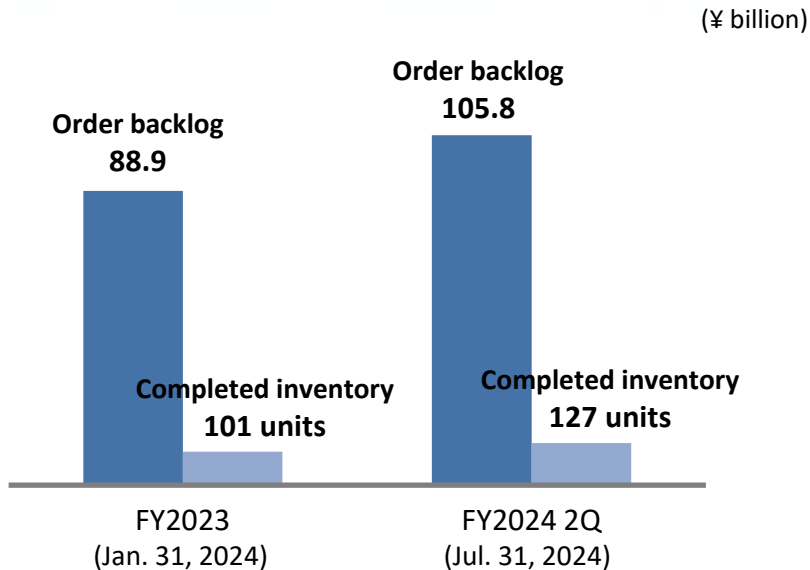 (¥ billion)
Order backlog
88.9
Order backlog
105.8
Completed inventory
101 units
Completed inventory
127 units
FY2023
(Jan. 31, 2024)
FY2024 2Q
(Jul. 31, 2024)